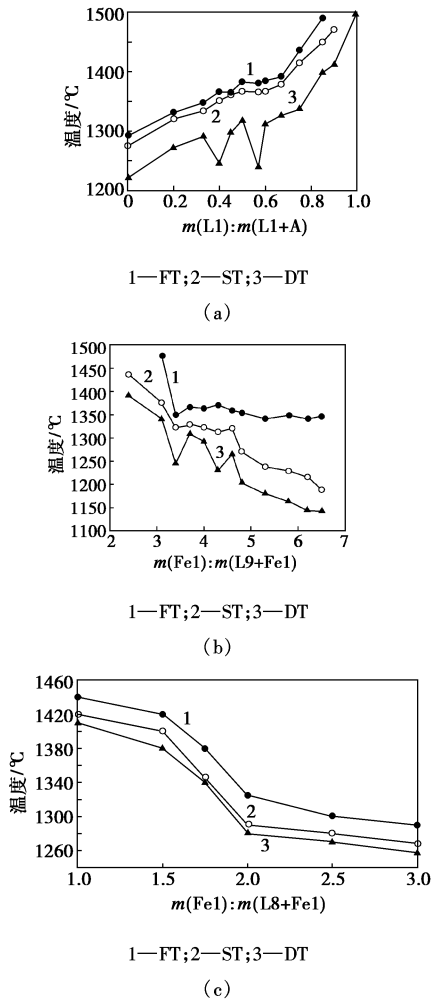 1500
1400
1300
1200
温度/℃
1
2
3
0 0.2 0.4 0.6 0.8 1.0
m(L1):m(L1+A)
1—FT;2—ST;3—DT
(a)
1500
1450
1400
1350
1300
1250
1200
1150
1100
温度/℃
2
1
3
2 3 4 5 6 7
m(Fe1):m(L9+Fe1)
1—FT;2—ST;3—DT
(b)
1460
1420
1380
1340
1300
1260
温度/℃
1
2
3
1.0 1.5 2.0 2.5 3.0
m(Fe1):m(L8+Fe1)
1—FT;2—ST;3—DT
(c)